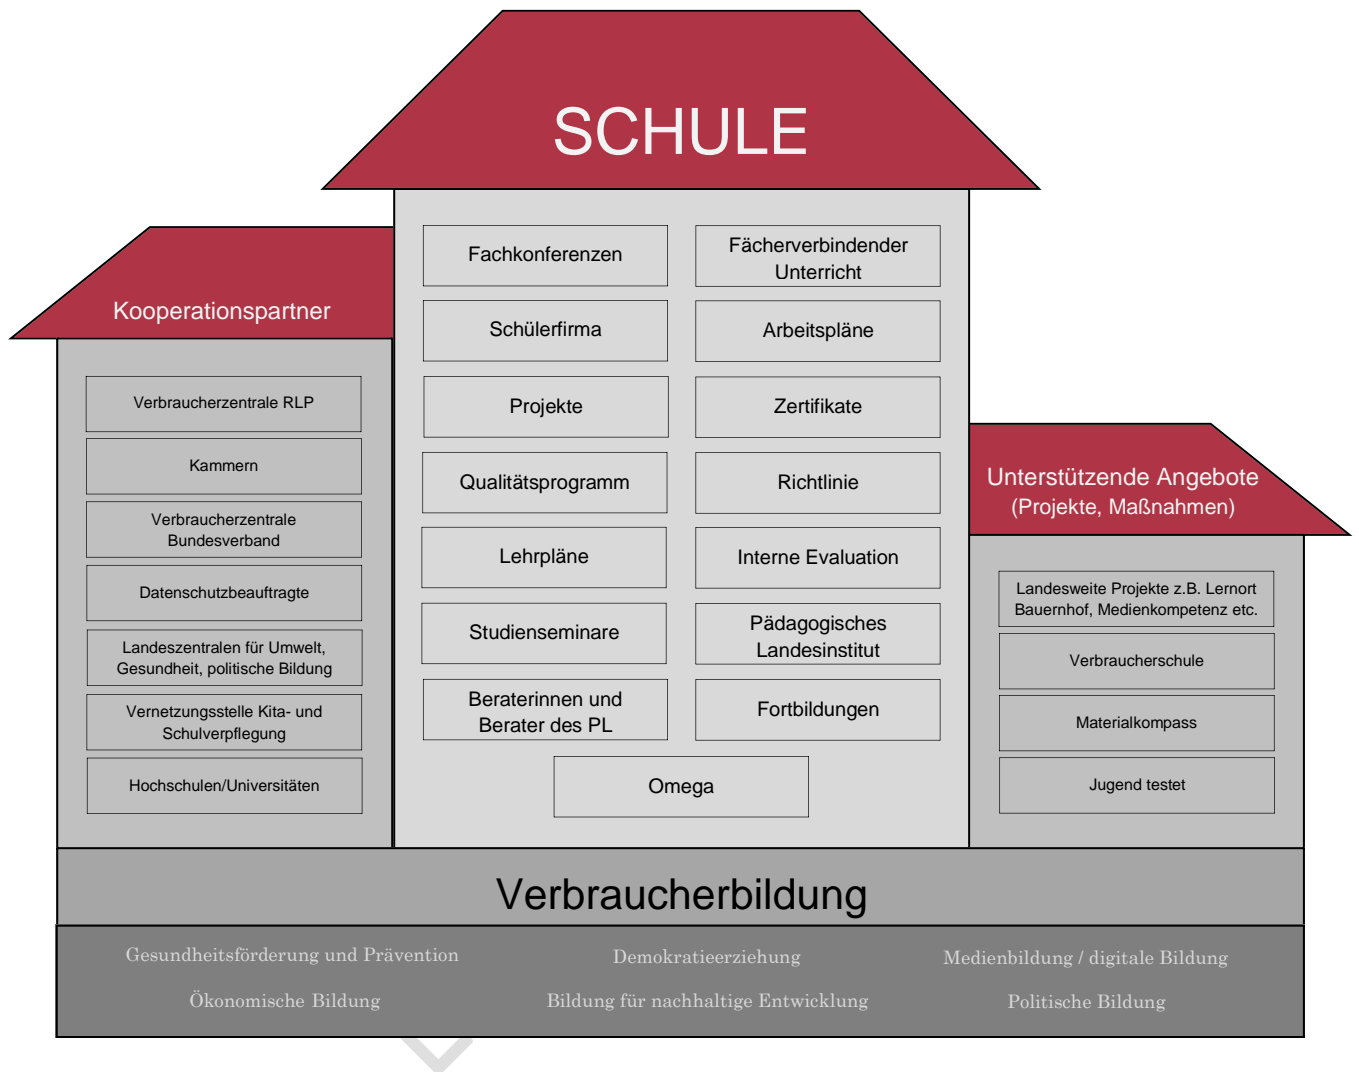 SCHULE
Fachkonferenzen
Fächerverbindender
Unterricht
Schülerfirma
Arbeitspläne
Projekte
Zertifikate
Qualitätsprogramm
Richtlinie
Lehrpläne
Interne Evaluation
Studienseminare
Pädagogisches
Landesinstitut
Beraterinnen und
Berater des PL
Fortbildungen
Omega
Kooperationspartner
Verbraucherzentrale RLP
Kammern
Verbraucherzentrale
Bundesverband
Datenschutzbeauftragte
Landeszentralen für Umwelt,
Gesundheit, politische Bildung
Vernetzungsstelle Kita- und
Schulverpflegung
Hochschulen/Universitäten
Unterstützende Angebote
(Projekte, Maßnahmen)
Landesweite Projekte z.B. Lernort
Bauernhof, Medienkompetenz etc.
Verbraucherschule
Materialkompass
Jugend testet
Verbraucherbildung
Gesundheitsförderung und Prävention
Demokratieerziehung
Medienbildung / digitale Bildung
Ökonomische Bildung
Bildung für nachhaltige Entwicklung
Politische Bildung